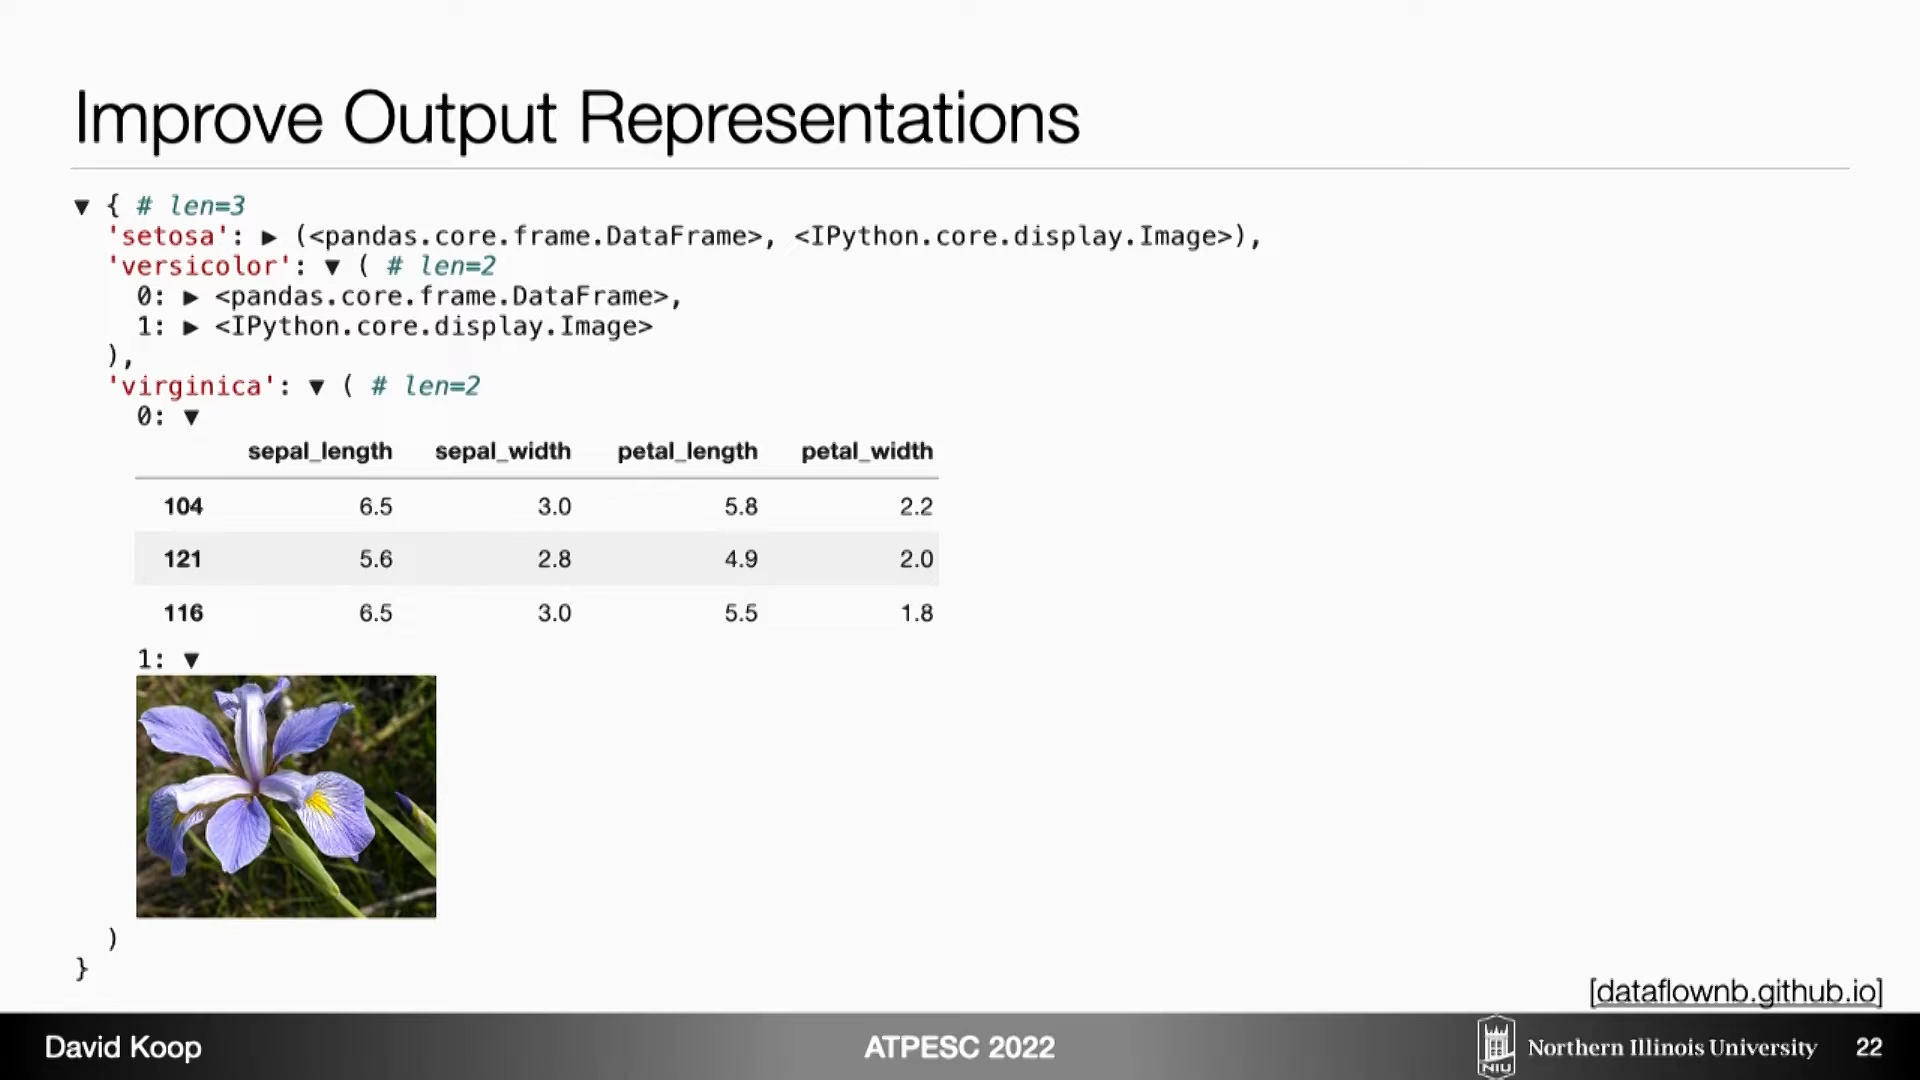 Improve Output Representations
▼ { # len=3
'setosa': ▶ (<pandas.core.frame.DataFrame>, <IPython.core.display.Image>),
'versicolor': ▼ ( # len=2
0: ▶ <pandas.core.frame.DataFrame>,
1: ▶ <IPython.core.display.Image>
),
'virginica': ▼ ( # len=2
0: ▼
sepal_length sepal_width petal_length petal_width
104 6.5 3.0 5.8 2.2
121 5.6 2.8 4.9 2.0
116 6.5 3.0 5.5 1.8
1: ▼
)
}
[dataflownb.github.io]
David Koop ATPESC 2022 NIU Northern Illinois University 22